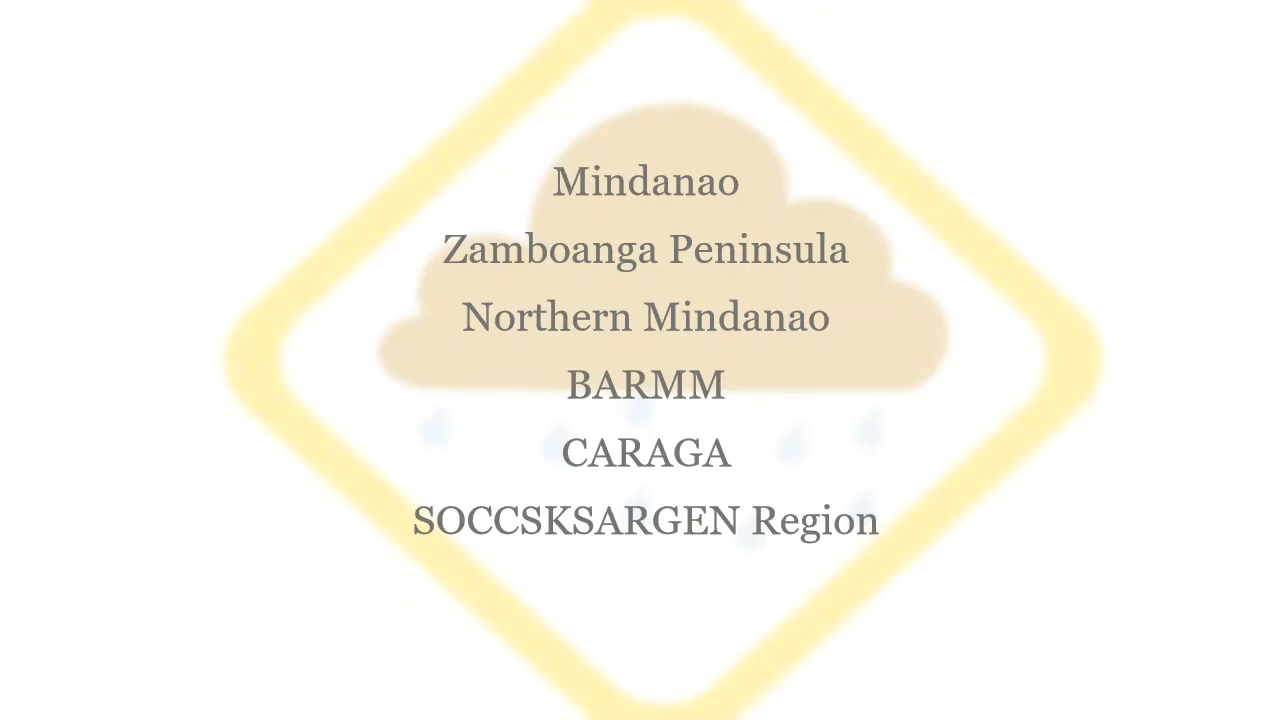 Mindanao
Zamboanga Peninsula
Northern Mindanao
BARMM
CARAGA
SOCCSKSARGEN Region